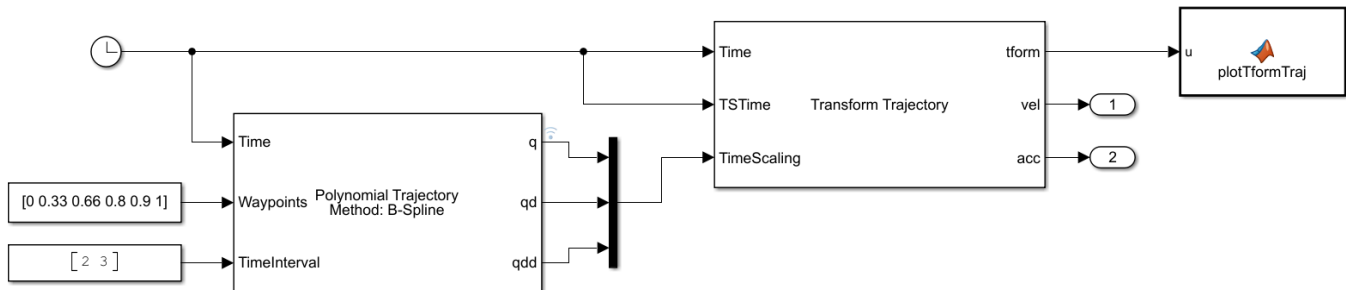 Time
tform
u
plotTformTraj
TSTime
Transform Trajectory
vel
1
Time
q
TimeScaling
acc
2
[0 0.33 0.66 0.8 0.9 1]
Waypoints
Polynomial Trajectory
Method: B-Spline
qd
[ 2 3 ]
TimeInterval
qdd